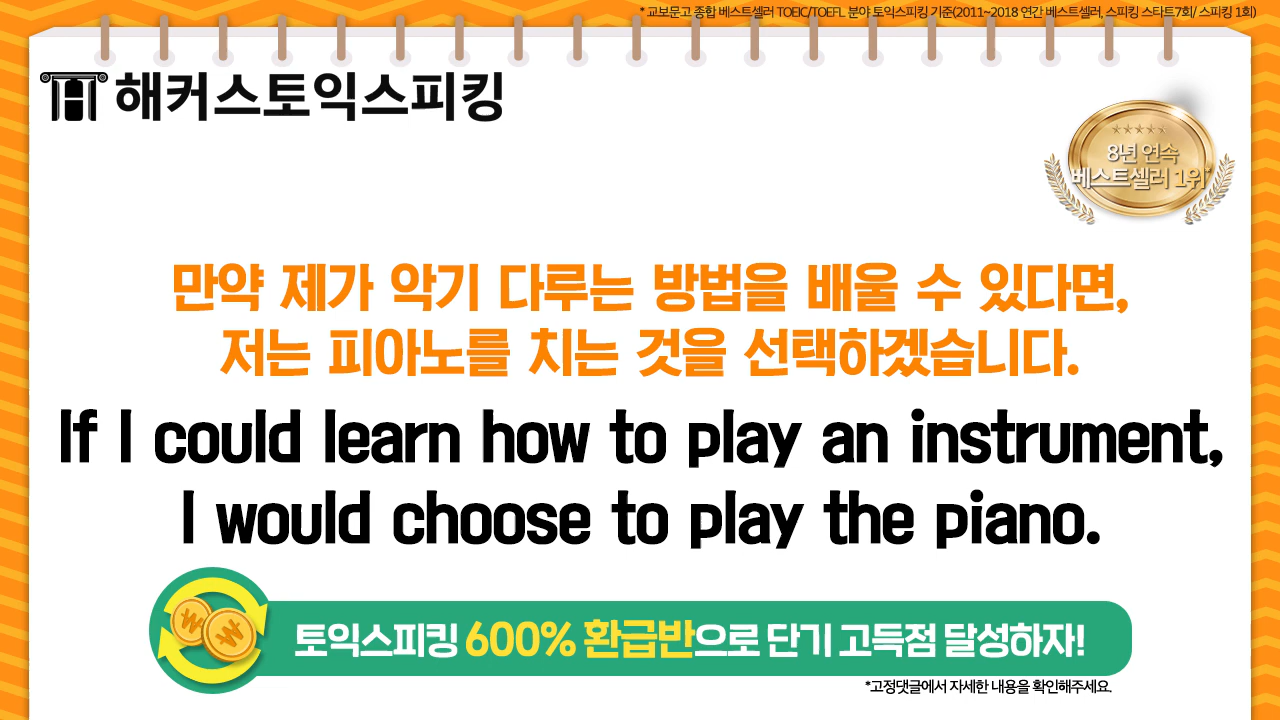 * 교보문고 종합 베스트셀러 TOEIC/TOEFL 분야 토익스피킹 기준(2011~2018 연간 베스트셀러, 스피킹 스타트7회/ 스피킹 1회)
해커스토익스피킹
8년 연속
베스트셀러 1위*
만약 제가 악기 다루는 방법을 배울 수 있다면,
저는 피아노를 치는 것을 선택하겠습니다.
If I could learn how to play an instrument,
I would choose to play the piano.
토익스피킹 600% 환급반으로 단기 고득점 달성하자!
*고정댓글에서 자세한 내용을 확인해주세요.